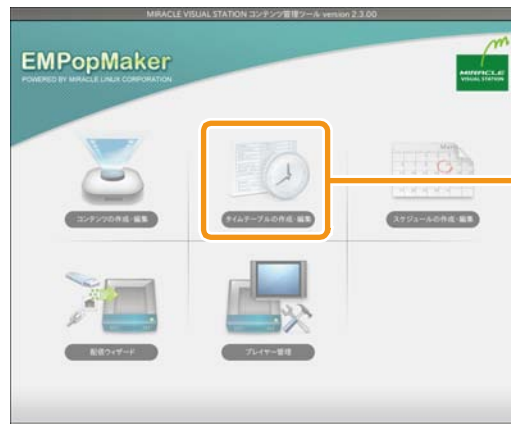 MIRACLE VISUAL STATION コンテンツ管理ツール version 2.3.00
EMPopMaker
POWERED BY MIRACLE LINUX CORPORATION
MIRACLE
VISUAL STATION
コンテンツの作成・編集
タイムテーブルの作成・編集
スケジュールの作成・編集
配信ウィザード
プレイヤー管理